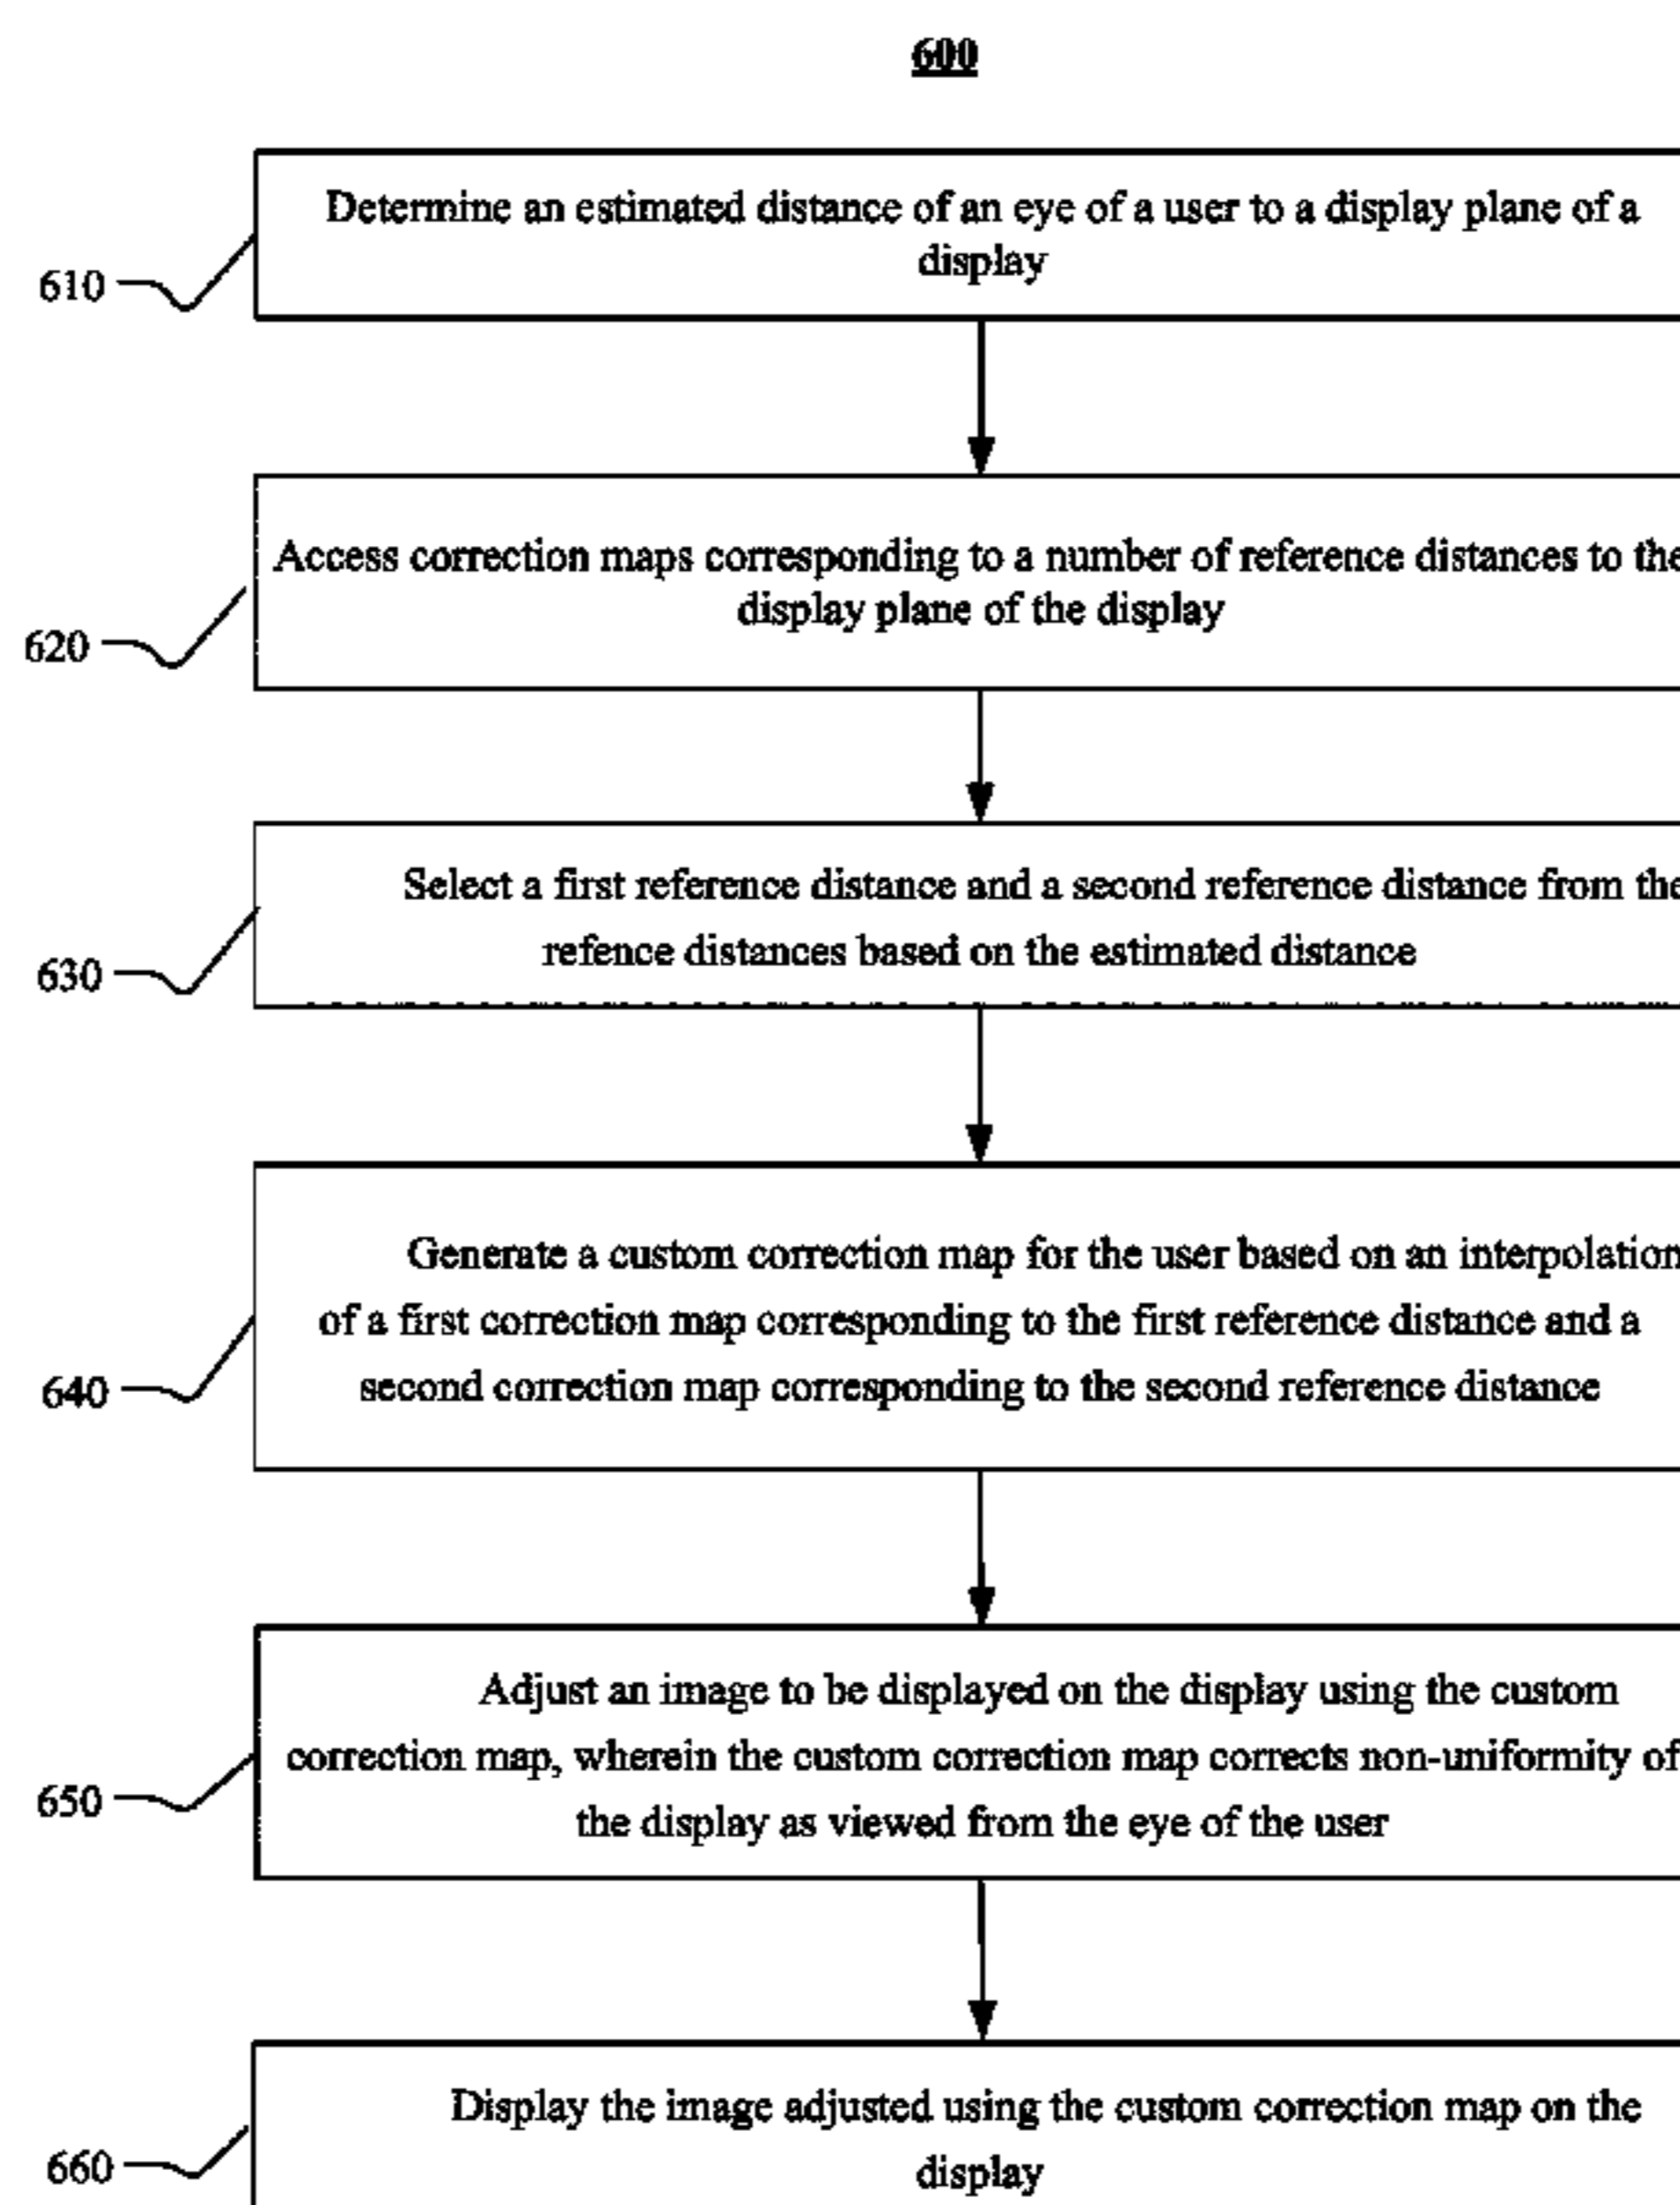 600
Determine an estimated distance of an eye of a user to a display plane of a
display
610
Access correction maps corresponding to a number of reference distances to the
display plane of the display
620
Select a first reference distance and a second reference distance from the
refence distances based on the estimated distance
630
Generate a custom correction map for the user based on an interpolation
of a first correction map corresponding to the first reference distance and a
second correction map corresponding to the second reference distance
640
Adjust an image to be displayed on the display using the custom
correction map, wherein the custom correction map corrects non-uniformity of
the display as viewed from the eye of the user
650
Display the image adjusted using the custom correction map on the
display
660